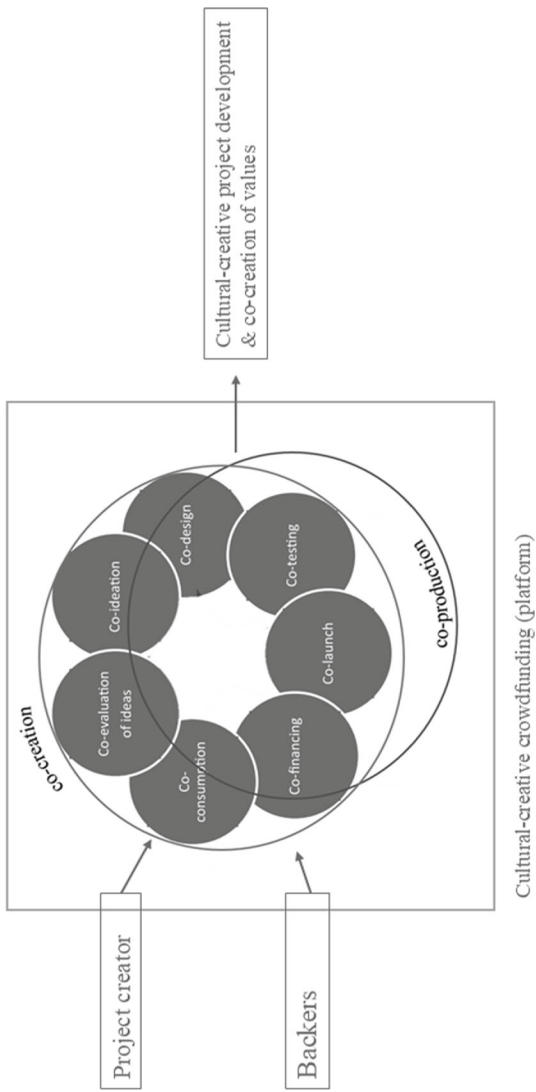 Project creator
Backers
co-creation
Co-evaluation
of ideas
Co-ideation
Co-design
Co-testing
Co-launch
Co-financing
Co-
consumption
co-production
Cultural-creative project development
& co-creation of values
Cultural-creative crowdfunding (platform)